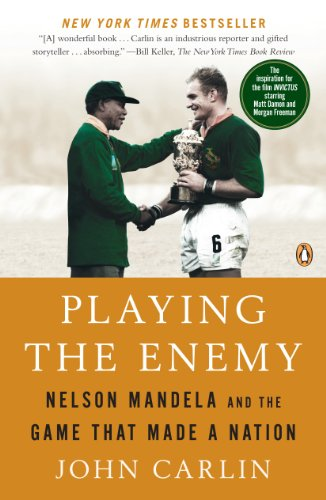 NEW YORK TIMES BESTSELLER
"[A] wonderful book . . . Carlin is an industrious reporter and gifted
storyteller . . . absorbing." —Bill Keller, The New York Times Book Review
The inspiration
for the film INVICTUS
starring
Matt Damon and
Morgan Freeman
6
PLAYING
THE ENEMY
NELSON MANDELA AND THE
GAME THAT MADE A NATION
JOHN CARLIN